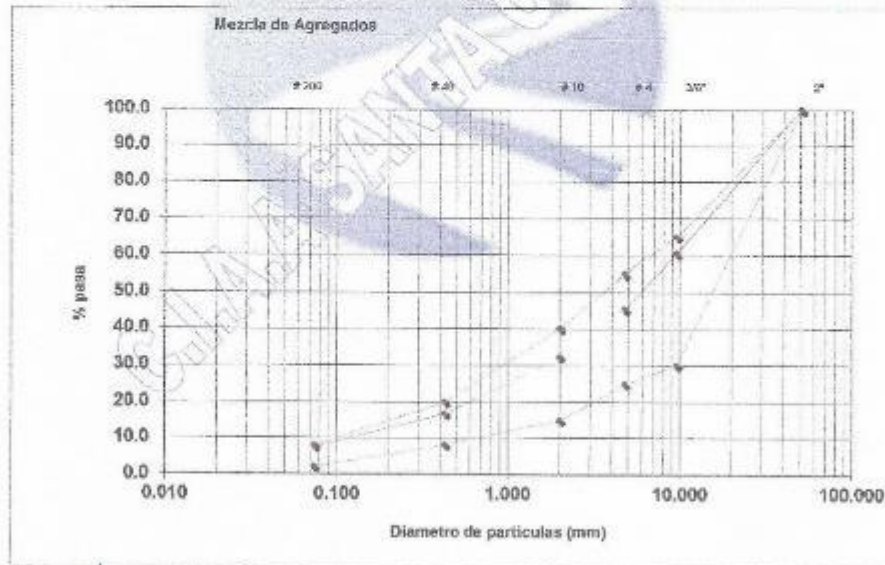 Mezcla de Agregados
# 200 # 40 # 10 # 4 3/8" 2"
100.0
90.0
80.0
70.0
60.0
50.0
40.0
30.0
20.0
10.0
0.0
% pasa
0.010 0.100 1.000 10.000 100.000
Diametro de particulas (mm)